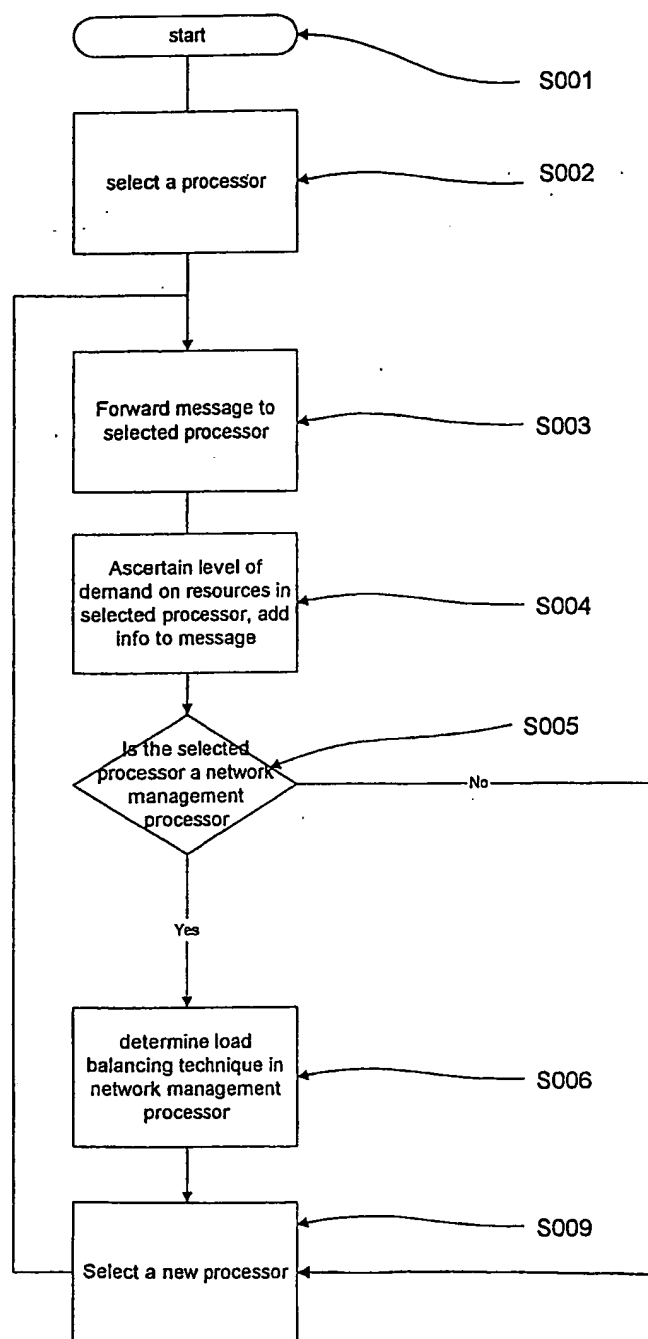 start
S001
select a processor
S002
Forward message to
selected processor
S003
Ascertain level of
demand on resources in
selected processor, add
info to message
S004
Is the selected
processor a network
management
processor
S005
No
Yes
determine load
balancing technique in
network management
processor
S006
Select a new processor
S009